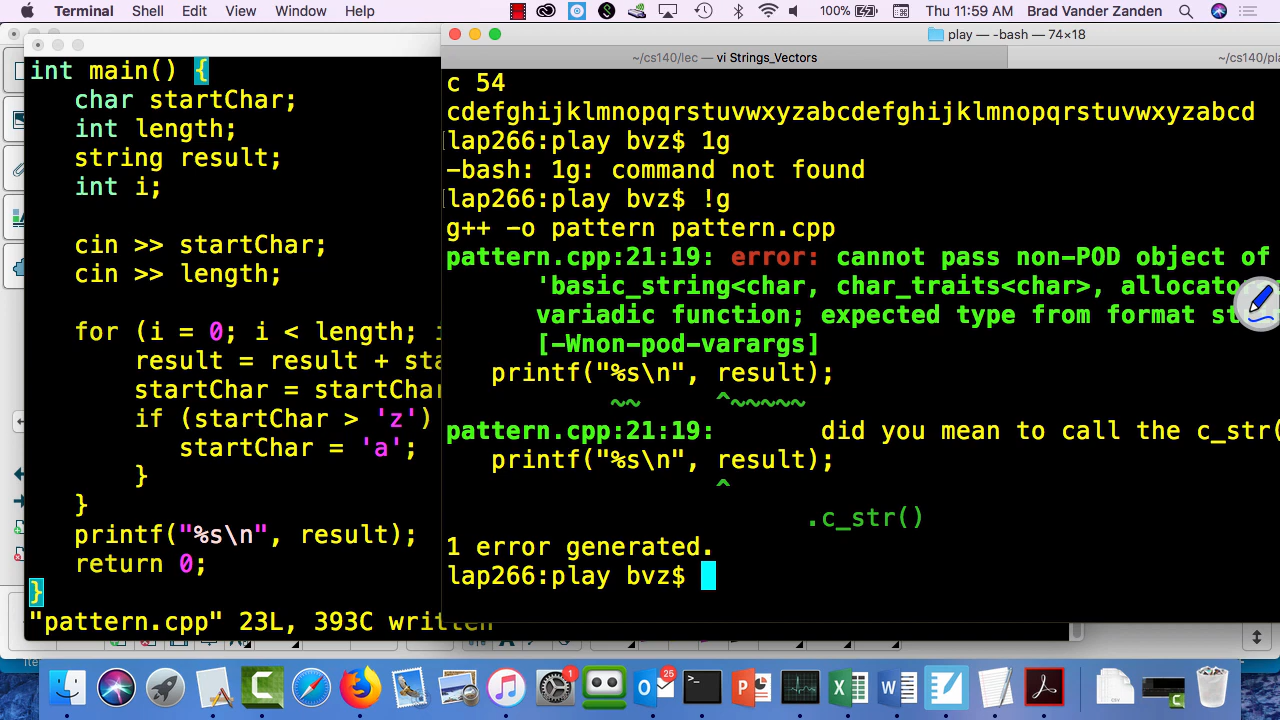 Terminal Shell Edit View Window Help 100% Thu 11:59 AM Brad Vander Zanden
play — -bash — 74×18
~/cs140/lec — vi Strings_Vectors ~/cs140/pla
int main() {
char startChar;
int length;
string result;
int i;
cin >> startChar;
cin >> length;
for (i = 0; i < length; i
result = result + sta
startChar = startChar
if (startChar > 'z')
startChar = 'a';
}
}
printf("%s\n", result);
return 0;
}
"pattern.cpp" 23L, 393C written
c 54
cdefghijklmnopqrstuvwxyzabcdefghijklmnopqrstuvwxyzabcd
lap266:play bvz$ 1g
-bash: 1g: command not found
lap266:play bvz$ !g
g++ -o pattern pattern.cpp
pattern.cpp:21:19: error: cannot pass non-POD object of
'basic_string<char, char_traits<char>, allocato
variadic function; expected type from format st
[-Wnon-pod-varargs]
printf("%s\n", result);
~~ ^~~~~~
pattern.cpp:21:19: did you mean to call the c_str(
printf("%s\n", result);
^
.c_str()
1 error generated.
lap266:play bvz$
1 25